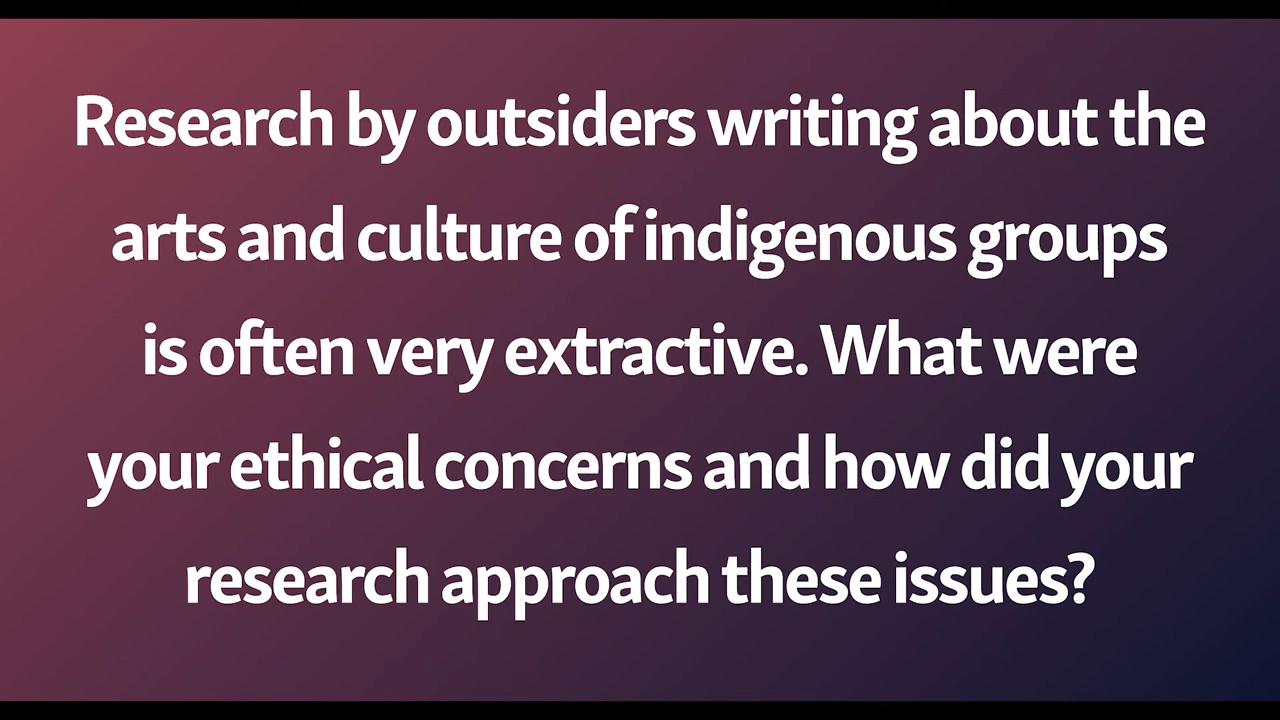 Research by outsiders writing about the
arts and culture of indigenous groups
is often very extractive. What were
your ethical concerns and how did your
research approach these issues?